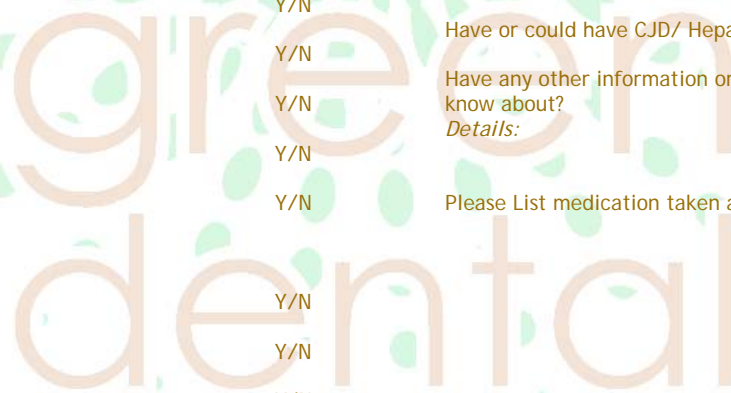 Y/N
Have or could have CJD/ Hepa
Y/N
Have any other information or
Y/N
know about?
Details:
Y/N
Y/N
Please List medication taken a
Y/N
Y/N
green
dental